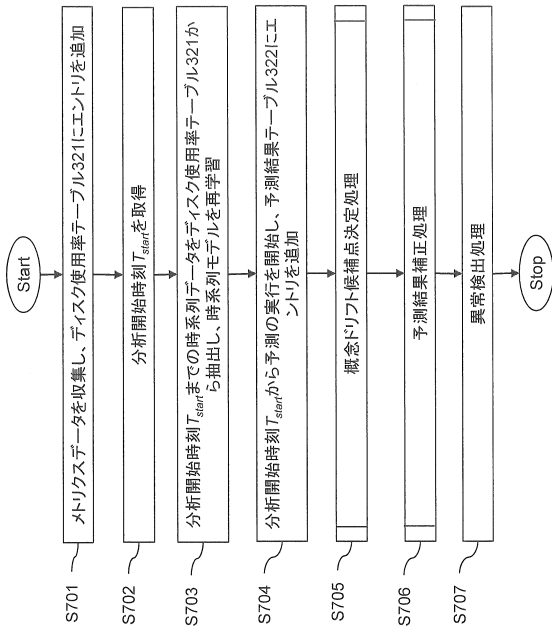 Start
S701
メトリクスデータを収集し、ディスク使用率テーブル321にエントリを追加
S702
分析開始時刻Tstartを取得
S703
分析開始時刻Tstartまでの時系列データをディスク使用率テーブル321か
ら抽出し、時系列モデルを再学習
S704
分析開始時刻Tstartから予測の実行を開始し、予測結果テーブル322にエ
ントリを追加
S705
概念ドリフト候補点決定処理
S706
予測結果補正処理
S707
異常検出処理
Stop